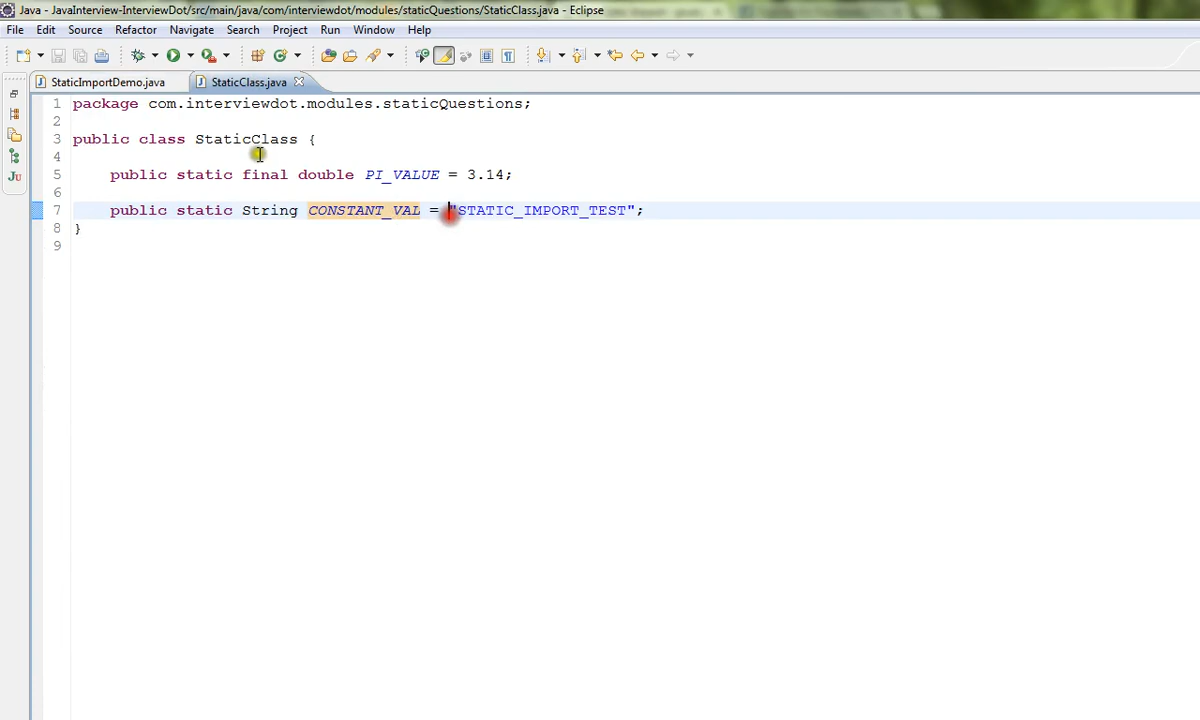 Java - JavaInterview-InterviewDot/src/main/java/com/interviewdot/modules/staticQuestions/StaticClass.java - Eclipse
File Edit Source Refactor Navigate Search Project Run Window Help
StaticImportDemo.java StaticClass.java
1 package com.interviewdot.modules.staticQuestions;
2
3 public class StaticClass {
4
5 public static final double PI_VALUE = 3.14;
6
7 public static String CONSTANT_VAL = "STATIC_IMPORT_TEST";
8 }
9
Ju